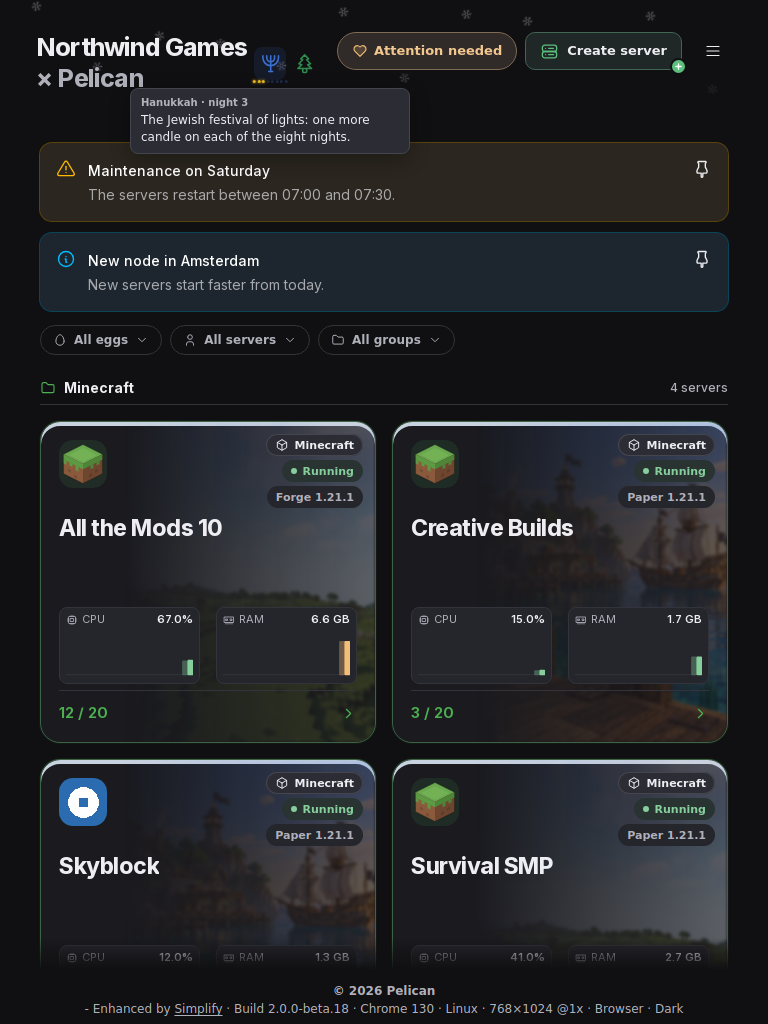 Northwind Games
× Pelican
Attention needed
Create server
Hanukkah · night 3
The Jewish festival of lights: one more
candle on each of the eight nights.
Maintenance on Saturday
The servers restart between 07:00 and 07:30.
New node in Amsterdam
New servers start faster from today.
All eggs
All servers
All groups
Minecraft
4 servers
Minecraft
Running
Forge 1.21.1
All the Mods 10
CPU 67.0%
RAM 6.6 GB
12 / 20
Minecraft
Running
Paper 1.21.1
Creative Builds
CPU 15.0%
RAM 1.7 GB
3 / 20
Minecraft
Running
Paper 1.21.1
Skyblock
CPU 12.0%
RAM 1.3 GB
Minecraft
Running
Paper 1.21.1
Survival SMP
CPU 41.0%
RAM 2.7 GB
© 2026 Pelican
- Enhanced by Simplify · Build 2.0.0-beta.18 · Chrome 130 · Linux · 768×1024 @1x · Browser · Dark